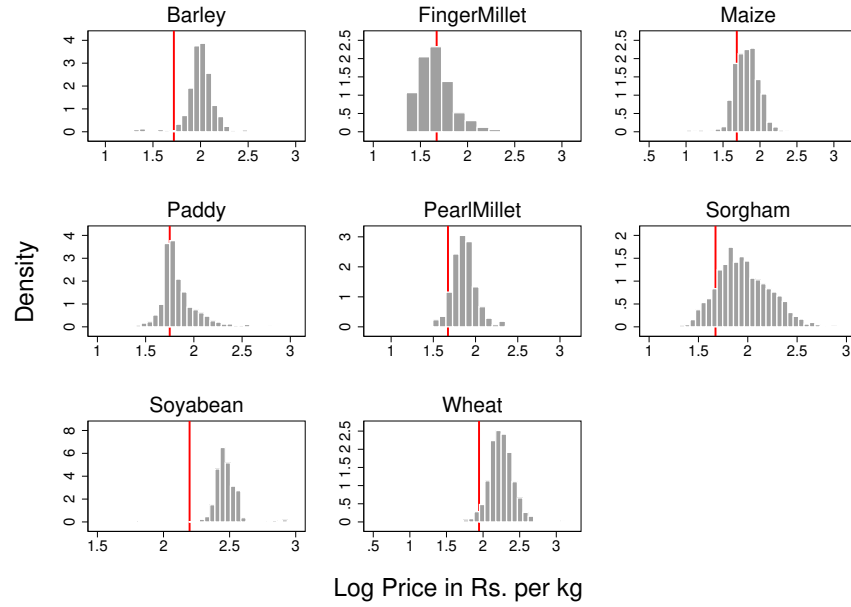 Barley
FingerMillet
Maize
0 1 2 3 4
1 1.5 2 2.5 3
0 .5 1 1.5 2 2.5
1 1.5 2 2.5 3
0 .5 1 1.5 2 2.5
.5 1 1.5 2 2.5 3
Paddy
PearlMillet
Sorgham
0 1 2 3 4
1 1.5 2 2.5 3
0 1 2 3
1 1.5 2 2.5 3
0 .5 1 1.5 2
1 1.5 2 2.5 3
Density
Soyabean
Wheat
0 2 4 6 8
1.5 2 2.5 3
0 .5 1 1.5 2 2.5
.5 1 1.5 2 2.5 3
Log Price in Rs. per kg